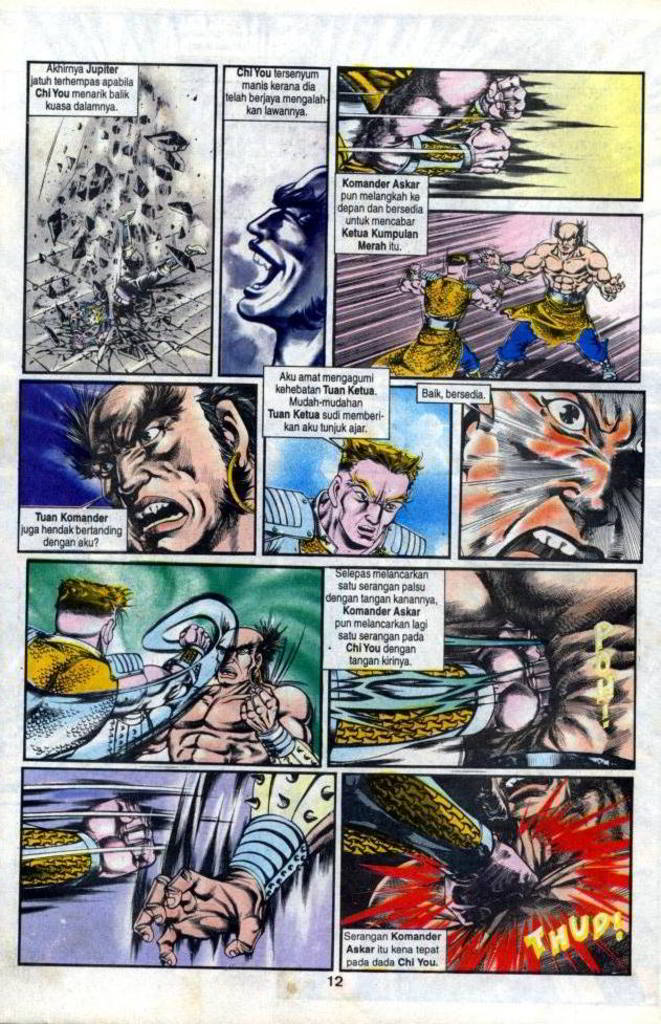 Akhirnya Jupiter
jatuh terhempas apabila
Chi You menarik balik
kuasa dalamnya.
Chi You tersenyum
manis kerana dia
telah berjaya mengalah-
kan lawannya.
Komander Askar
pun melangkah ke
depan dan bersedia
untuk mencabar
Ketua Kumpulan
Merah itu.
Tuan Komander
juga hendak bertanding
dengan aku?
Aku amat mengagumi
kehebatan Tuan Ketua.
Mudah-mudahan
Tuan Ketua sudi memberi-
kan aku tunjuk ajar.
Baik, bersedia.
Selepas melancarkan
satu serangan palsu
dengan tangan kanannya,
Komander Askar
pun melancarkan lagi
satu serangan pada
Chi You dengan
tangan kirinya.
POM!
Serangan Komander
Askar itu kena tepat
pada dada Chi You.
THUD!
12